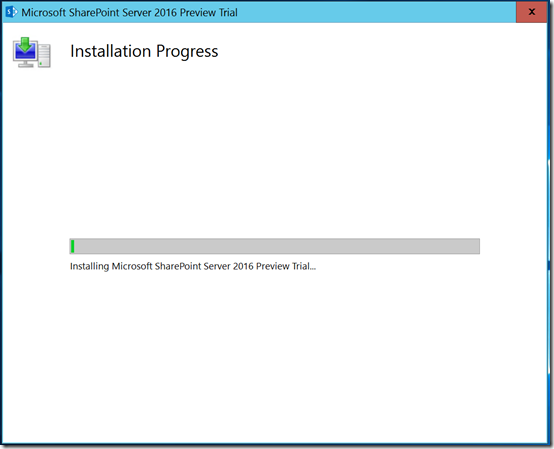 Microsoft SharePoint Server 2016 Preview Trial
Installation Progress
Installing Microsoft SharePoint Server 2016 Preview Trial...